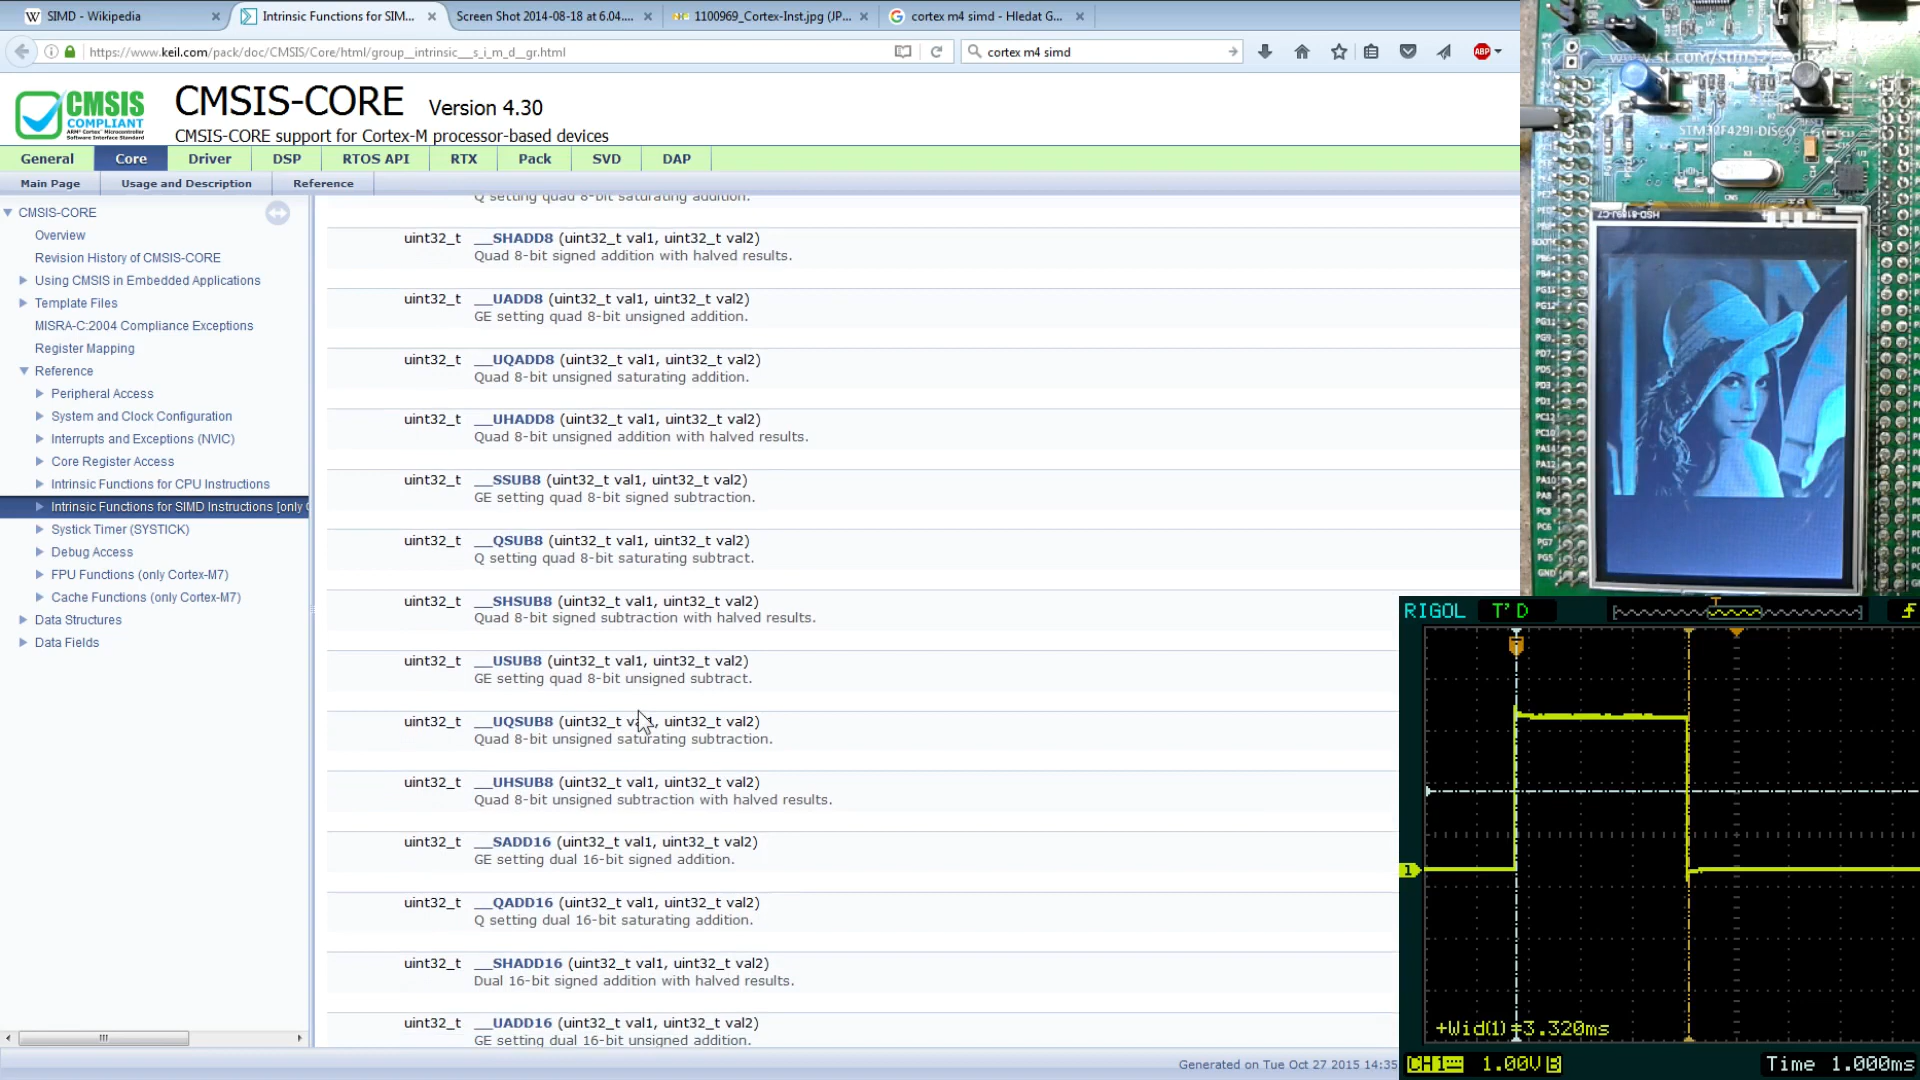 SIMD - Wikipedia
Intrinsic Functions for SIM...
Screen Shot 2014-08-18 at 6.04....
1100969_Cortex-Inst.jpg (JP...
cortex m4 simd - Hledat G...
https://www.keil.com/pack/doc/CMSIS/Core/html/group__intrinsic__s_i_m_d__gr.html
cortex m4 simd
ABP
CMSIS
COMPLIANT
ARM® Cortex™ Microcontroller
Software Interface Standard
CMSIS-CORE Version 4.30
CMSIS-CORE support for Cortex-M processor-based devices
General Core Driver DSP RTOS API RTX Pack SVD DAP
Main Page Usage and Description Reference
CMSIS-CORE
Overview
Revision History of CMSIS-CORE
Using CMSIS in Embedded Applications
Template Files
MISRA-C:2004 Compliance Exceptions
Register Mapping
Reference
Peripheral Access
System and Clock Configuration
Interrupts and Exceptions (NVIC)
Core Register Access
Intrinsic Functions for CPU Instructions
Intrinsic Functions for SIMD Instructions [only
Systick Timer (SYSTICK)
Debug Access
FPU Functions (only Cortex-M7)
Cache Functions (only Cortex-M7)
Data Structures
Data Fields
Q setting quad 8-bit saturating addition.
uint32_t __SHADD8 (uint32_t val1, uint32_t val2)
Quad 8-bit signed addition with halved results.
uint32_t __UADD8 (uint32_t val1, uint32_t val2)
GE setting quad 8-bit unsigned addition.
uint32_t __UQADD8 (uint32_t val1, uint32_t val2)
Quad 8-bit unsigned saturating addition.
uint32_t __UHADD8 (uint32_t val1, uint32_t val2)
Quad 8-bit unsigned addition with halved results.
uint32_t __SSUB8 (uint32_t val1, uint32_t val2)
GE setting quad 8-bit signed subtraction.
uint32_t __QSUB8 (uint32_t val1, uint32_t val2)
Q setting quad 8-bit saturating subtract.
uint32_t __SHSUB8 (uint32_t val1, uint32_t val2)
Quad 8-bit signed subtraction with halved results.
uint32_t __USUB8 (uint32_t val1, uint32_t val2)
GE setting quad 8-bit unsigned subtract.
uint32_t __UQSUB8 (uint32_t val1, uint32_t val2)
Quad 8-bit unsigned saturating subtraction.
uint32_t __UHSUB8 (uint32_t val1, uint32_t val2)
Quad 8-bit unsigned subtraction with halved results.
uint32_t __SADD16 (uint32_t val1, uint32_t val2)
GE setting dual 16-bit signed addition.
uint32_t __QADD16 (uint32_t val1, uint32_t val2)
Q setting dual 16-bit saturating addition.
uint32_t __SHADD16 (uint32_t val1, uint32_t val2)
Dual 16-bit signed addition with halved results.
uint32_t __UADD16 (uint32_t val1, uint32_t val2)
GE setting dual 16-bit unsigned addition.
Generated on Tue Oct 27 2015 14:35
STM32F429I-DISCO
RIGOL T'D
1
+Wid(1)=3.320ms
CH1 1.00V B Time 1.000ms